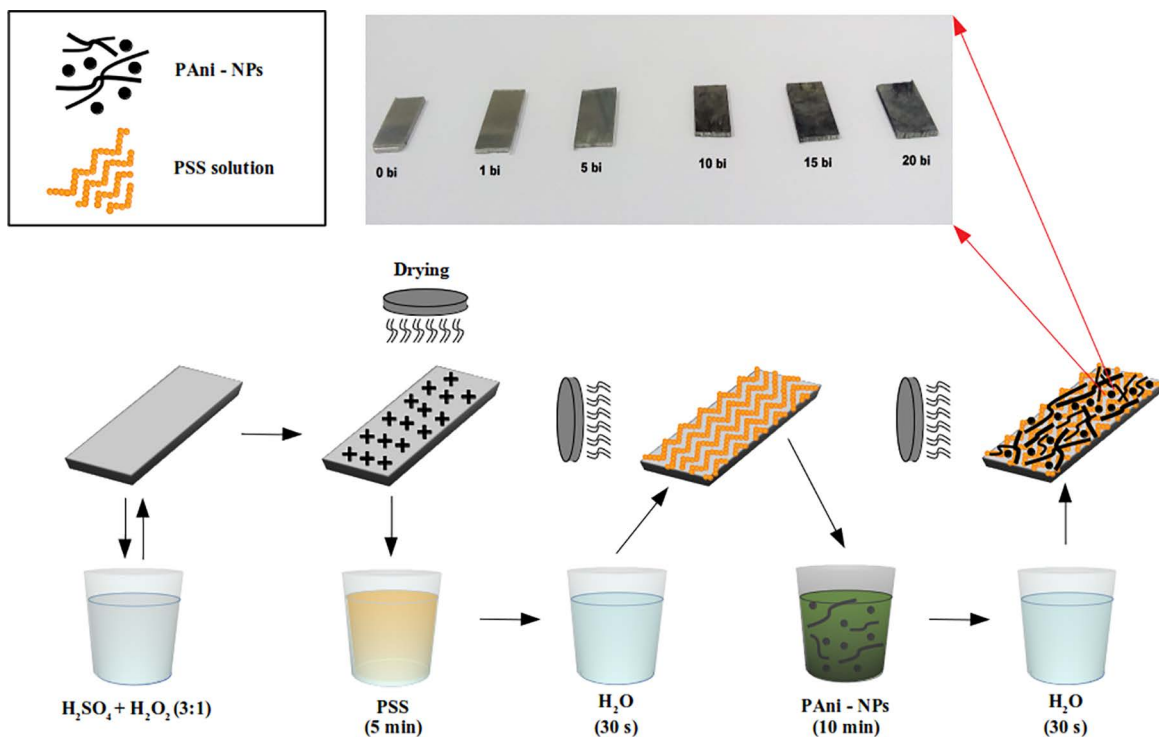 PAni - NPs
PSS solution
0 bi
1 bi
5 bi
10 bi
15 bi
20 bi
Drying
H₂SO₄ + H₂O₂ (3:1)
PSS
(5 min)
H₂O
(30 s)
PAni - NPs
(10 min)
H₂O
(30 s)